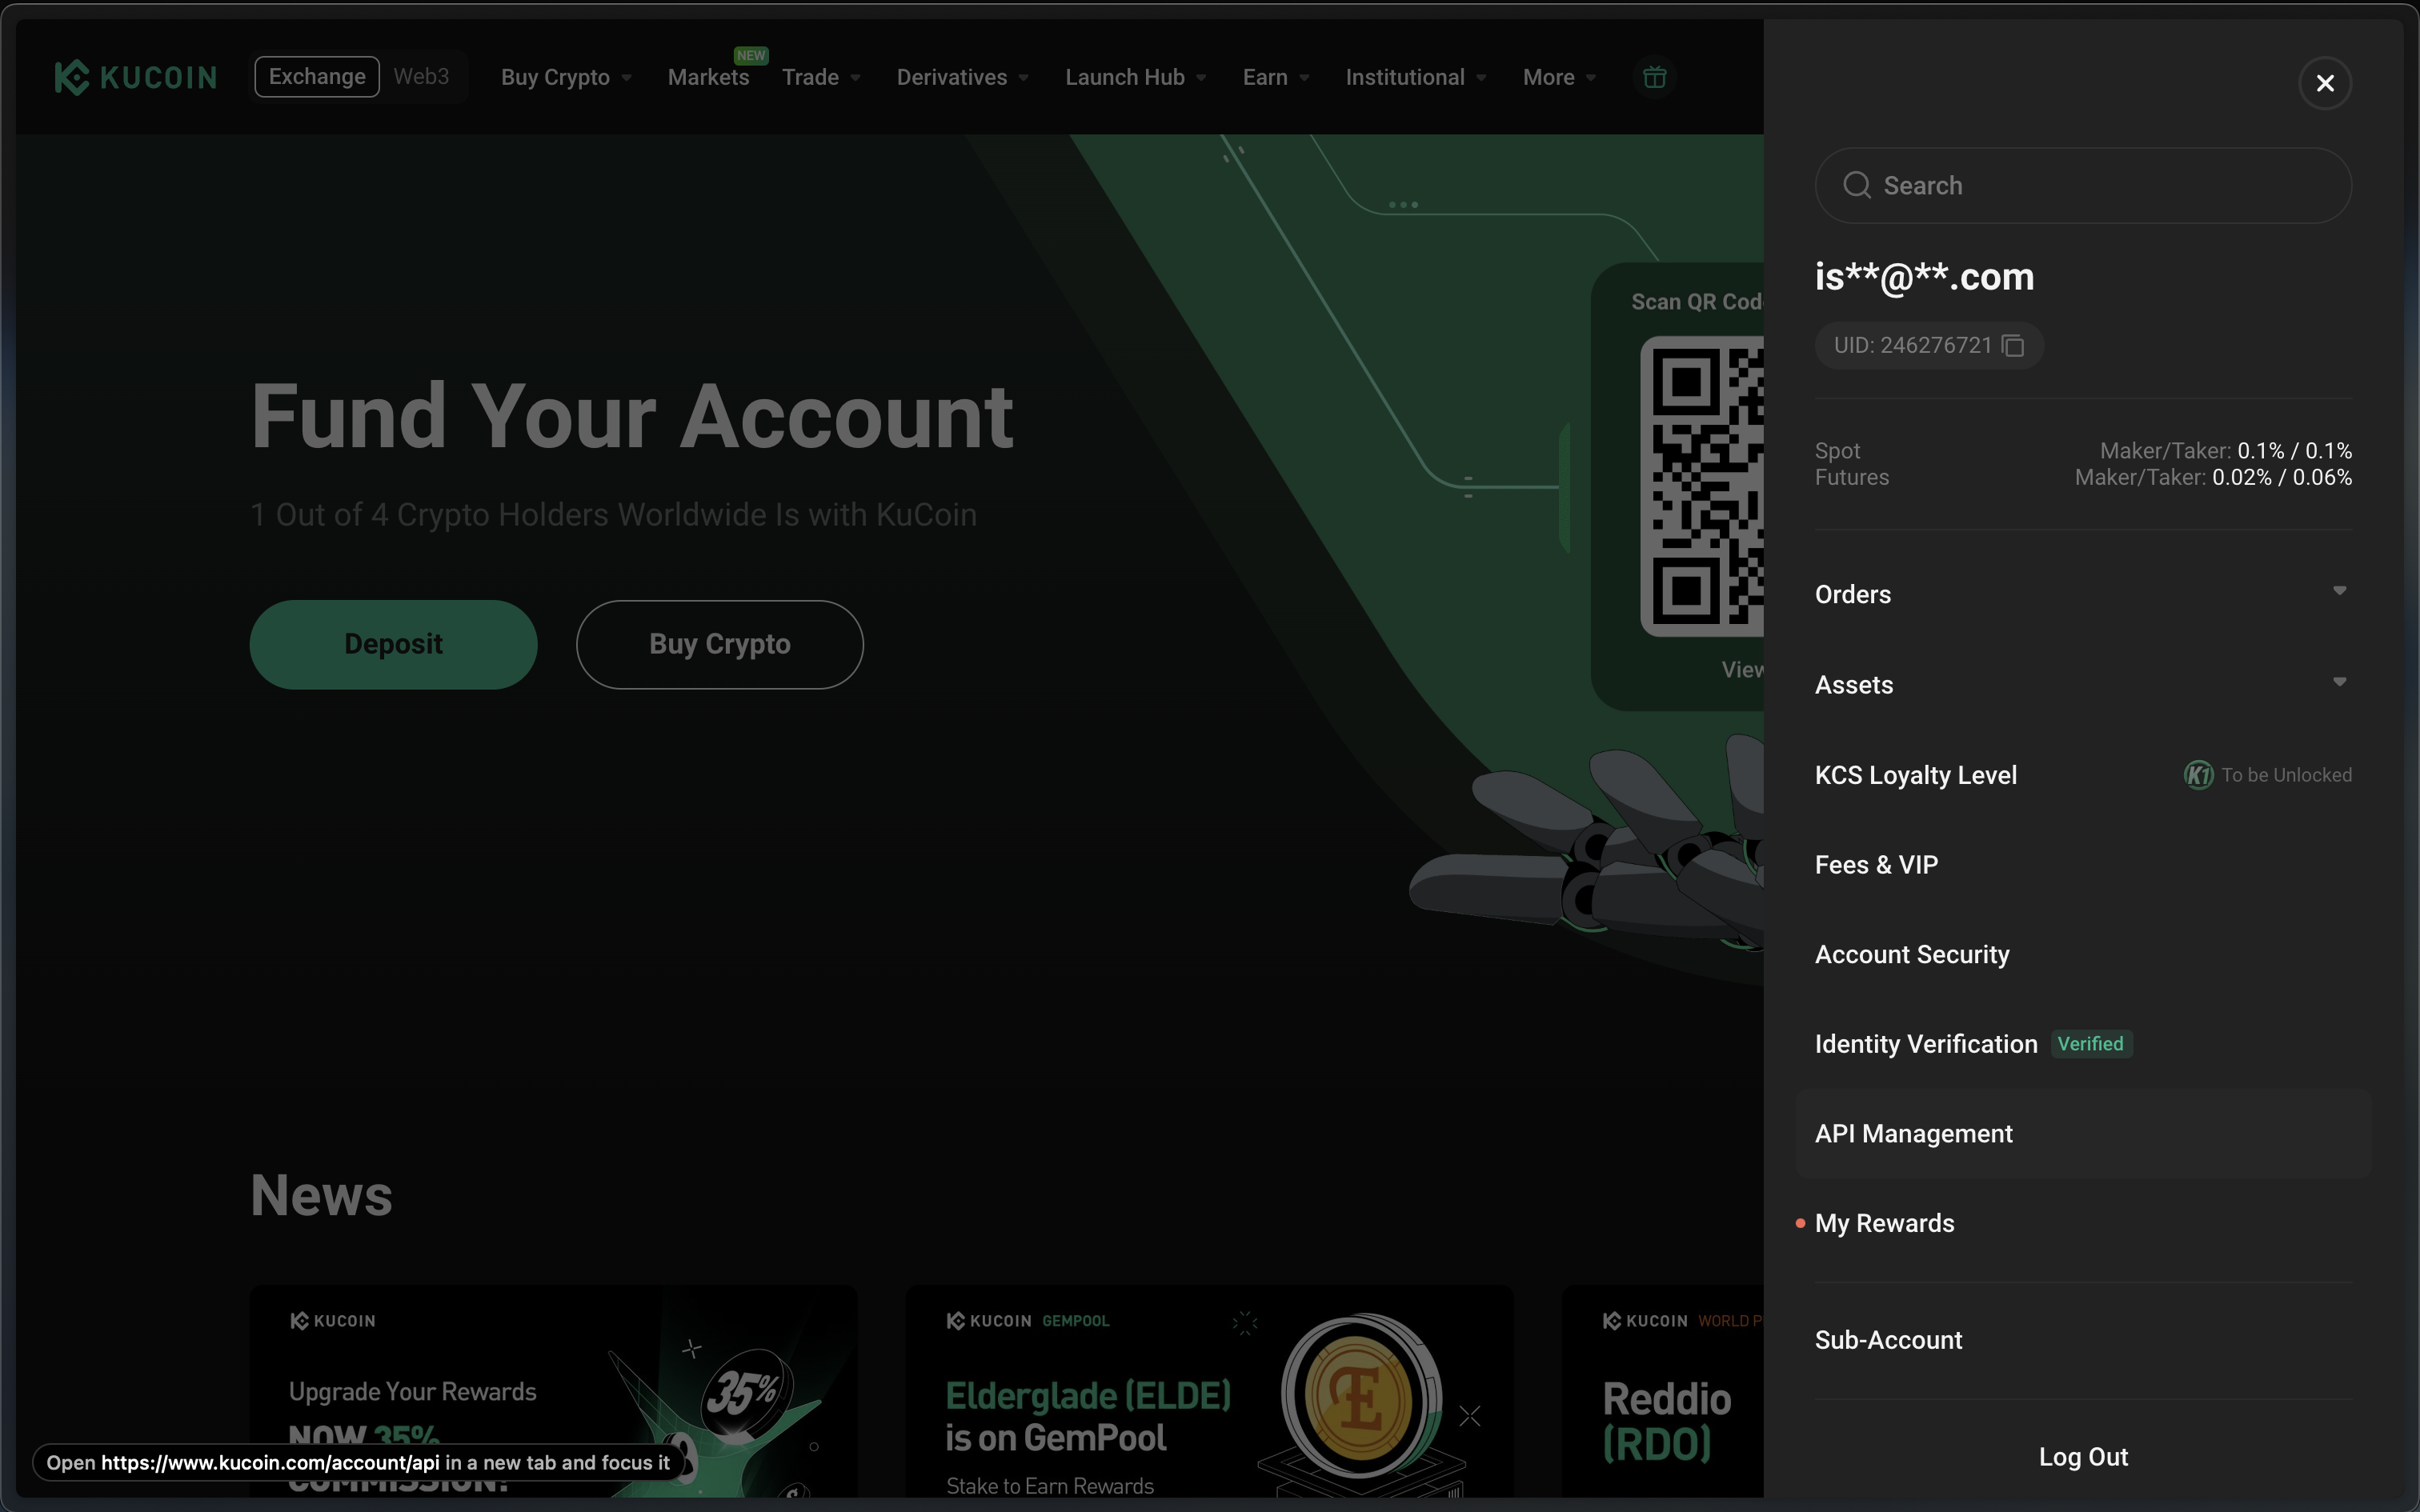 KUCOIN
Exchange Web3
Buy Crypto
Markets
NEW
Trade
Derivatives
Launch Hub
Earn
Institutional
More
Fund Your Account
1 Out of 4 Crypto Holders Worldwide Is with KuCoin
Deposit
Buy Crypto
Scan QR Cod
View
News
KUCOIN
Upgrade Your Rewards
NOW 35%
COMMISSION!
35%
KUCOIN GEMPOOL
Elderglade (ELDE)
is on GemPool
Stake to Earn Rewards
KUCOIN WORLD P
Reddio
(RDO)
Open https://www.kucoin.com/account/api in a new tab and focus it
Search
is**@**.com
UID: 246276721
Spot Maker/Taker: 0.1% / 0.1%
Futures Maker/Taker: 0.02% / 0.06%
Orders
Assets
KCS Loyalty Level K1 To be Unlocked
Fees & VIP
Account Security
Identity Verification Verified
API Management
My Rewards
Sub-Account
Log Out